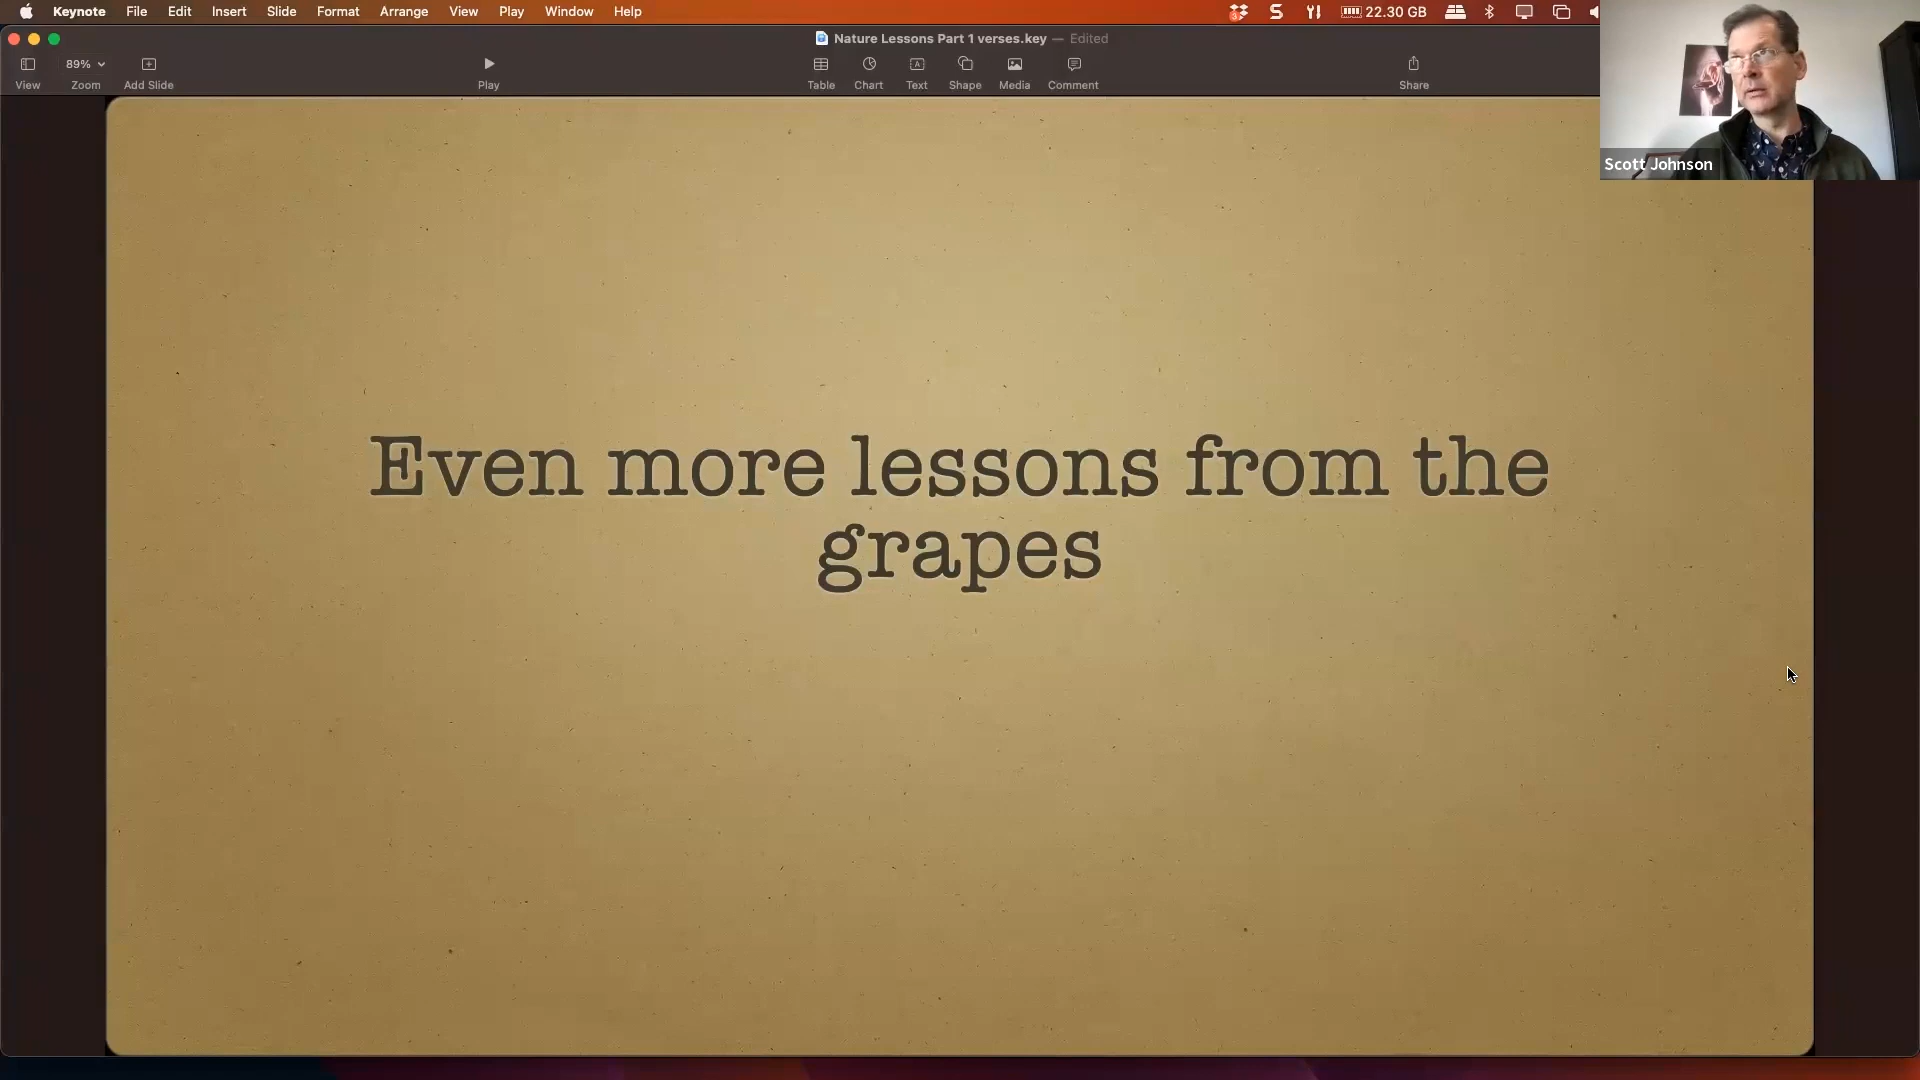 Keynote File Edit Insert Slide Format Arrange View Play Window Help 22.30 GB
Nature Lessons Part 1 verses.key — Edited
89%
View Zoom Add Slide Play Table Chart Text Shape Media Comment Share
Scott Johnson
Even more lessons from the
grapes